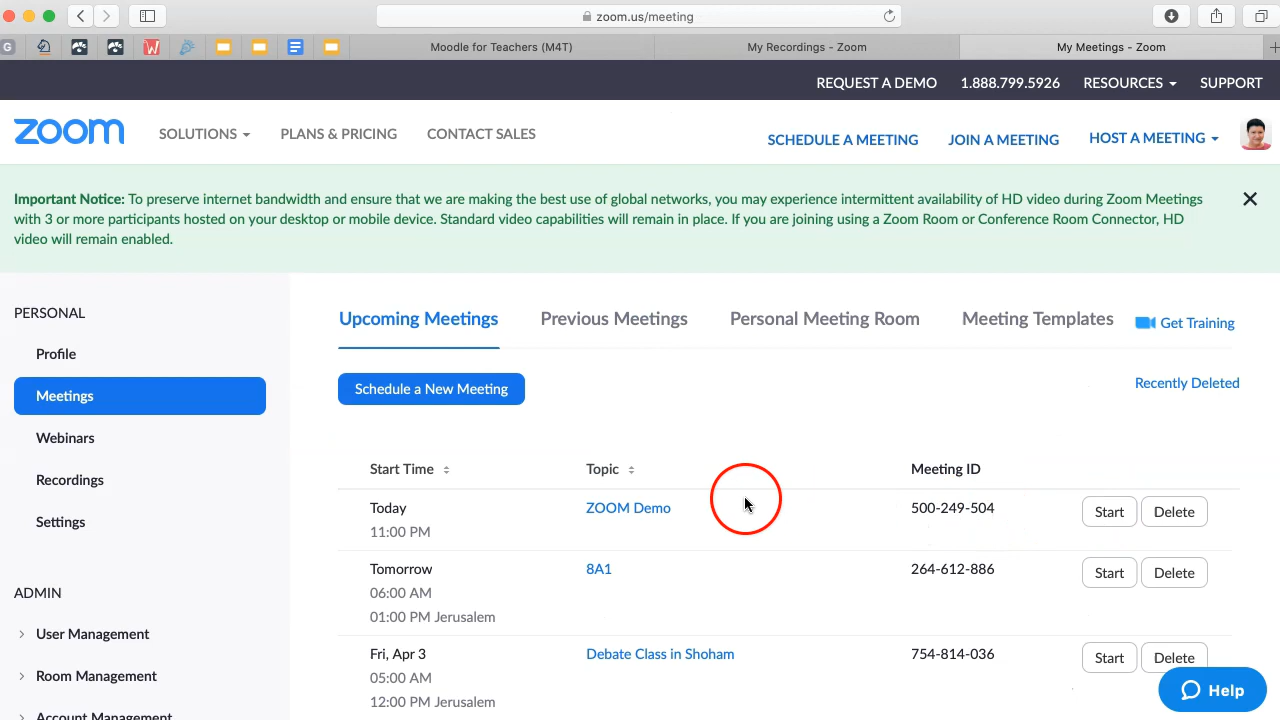 zoom.us/meeting
G
W
Moodle for Teachers (M4T)
My Recordings - Zoom
My Meetings - Zoom
REQUEST A DEMO 1.888.799.5926 RESOURCES SUPPORT
zoom SOLUTIONS PLANS & PRICING CONTACT SALES SCHEDULE A MEETING JOIN A MEETING HOST A MEETING
Important Notice: To preserve internet bandwidth and ensure that we are making the best use of global networks, you may experience intermittent availability of HD video during Zoom Meetings
with 3 or more participants hosted on your desktop or mobile device. Standard video capabilities will remain in place. If you are joining using a Zoom Room or Conference Room Connector, HD
video will remain enabled.
PERSONAL
Profile
Meetings
Webinars
Recordings
Settings
ADMIN
User Management
Room Management
Account Management
Upcoming Meetings Previous Meetings Personal Meeting Room Meeting Templates Get Training
Schedule a New Meeting Recently Deleted
Start Time Topic Meeting ID
Today ZOOM Demo 500-249-504 Start Delete
11:00 PM
Tomorrow 8A1 264-612-886 Start Delete
06:00 AM
01:00 PM Jerusalem
Fri, Apr 3 Debate Class in Shoham 754-814-036 Start Delete
05:00 AM
12:00 PM Jerusalem
Help